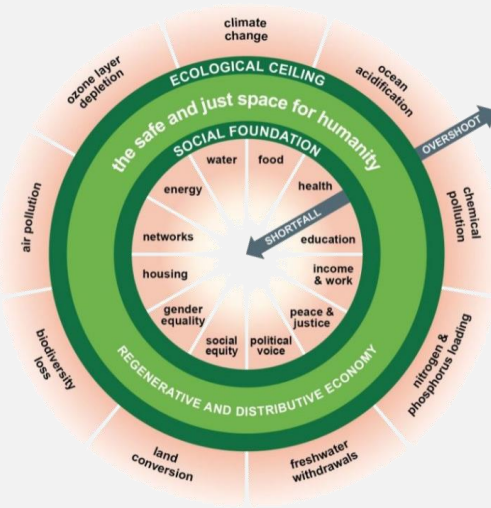 climate
change
ocean
acidification
chemical
pollution
nitrogen &
phosphorus loading
freshwater
withdrawals
land
conversion
biodiversity
loss
air pollution
ozone layer
depletion
OVERSHOOT
ECOLOGICAL CEILING
the safe and just space for humanity
SOCIAL FOUNDATION
water
food
health
SHORTFALL
education
income
& work
peace &
justice
political
voice
social
equity
gender
equality
housing
networks
energy
REGENERATIVE AND DISTRIBUTIVE ECONOMY